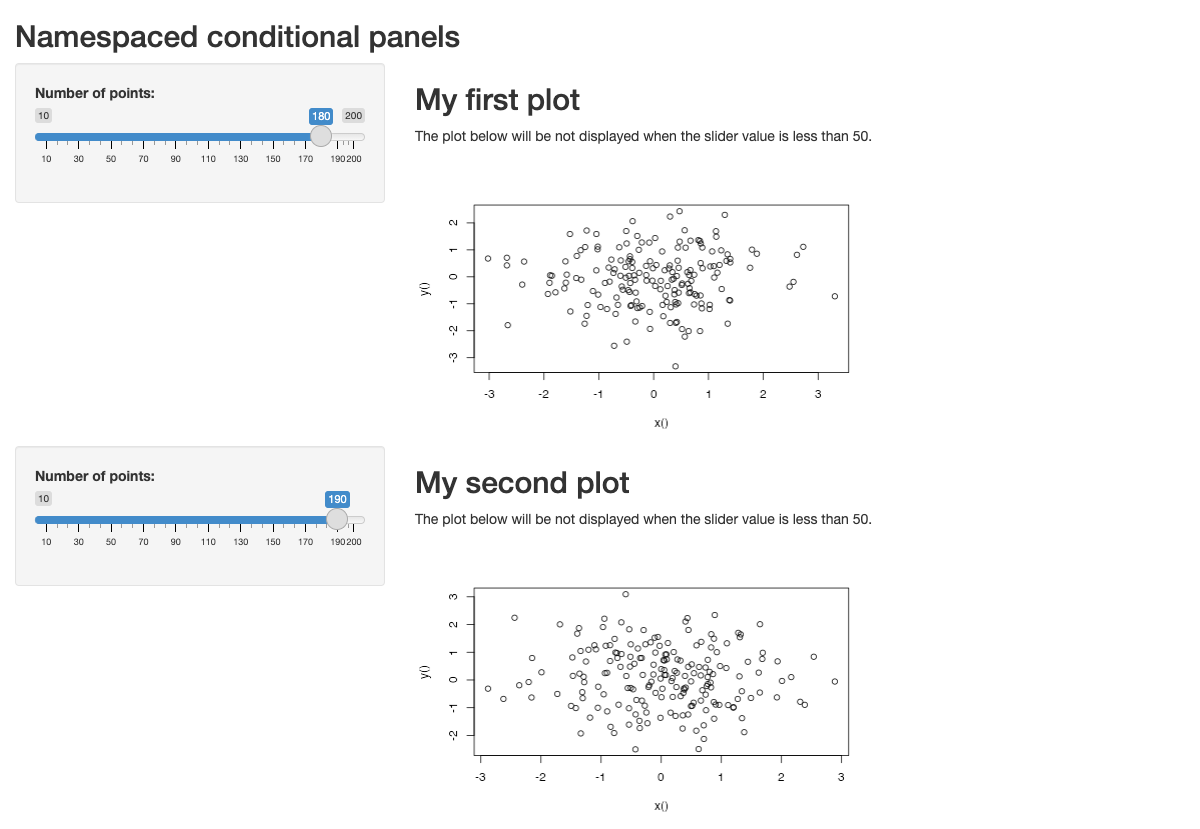 Namespaced conditional panels
Number of points:
10 180 200
10 30 50 70 90 110 130 150 170 190 200
My first plot
The plot below will be not displayed when the slider value is less than 50.
2
1
0
-1
-2
-3
y()
-3 -2 -1 0 1 2 3
x()
Number of points:
10 190
10 30 50 70 90 110 130 150 170 190 200
My second plot
The plot below will be not displayed when the slider value is less than 50.
3
2
1
0
-1
-2
y()
-3 -2 -1 0 1 2 3
x()